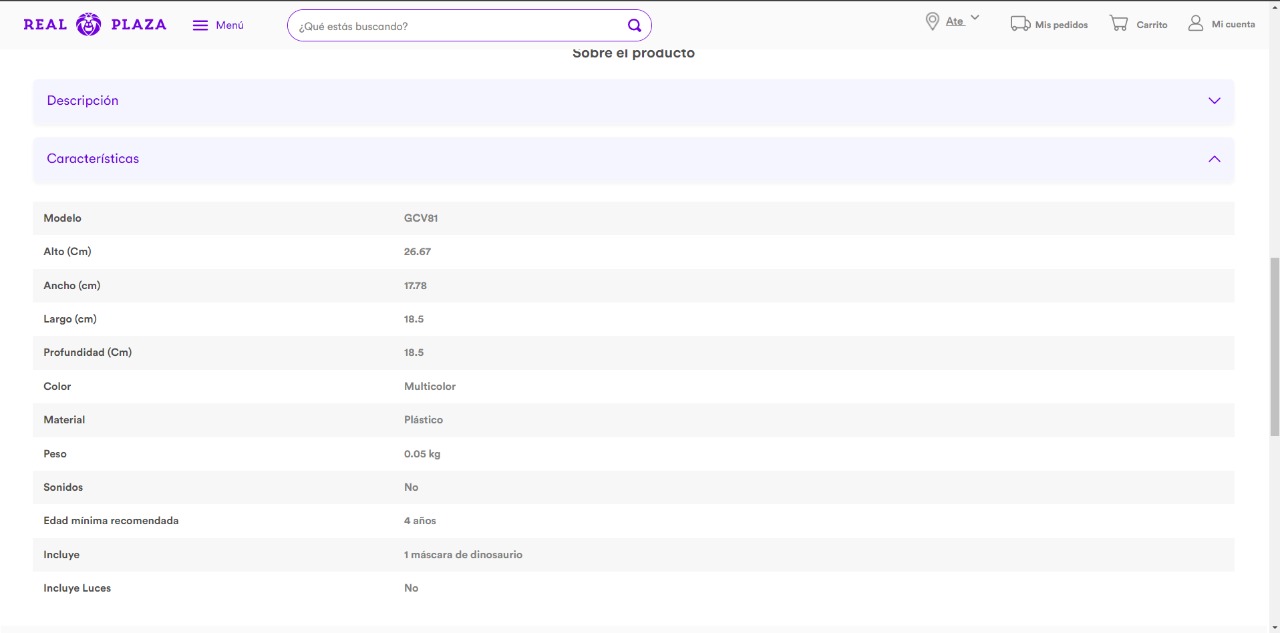 REAL PLAZA Menú ¿Qué estás buscando? Ate Mis pedidos Carrito Mi cuenta
Sobre el producto
Descripción
Características
Modelo GCV81
Alto (Cm) 26.67
Ancho (cm) 17.78
Largo (cm) 18.5
Profundidad (Cm) 18.5
Color Multicolor
Material Plástico
Peso 0.05 kg
Sonidos No
Edad mínima recomendada 4 años
Incluye 1 máscara de dinosaurio
Incluye Luces No